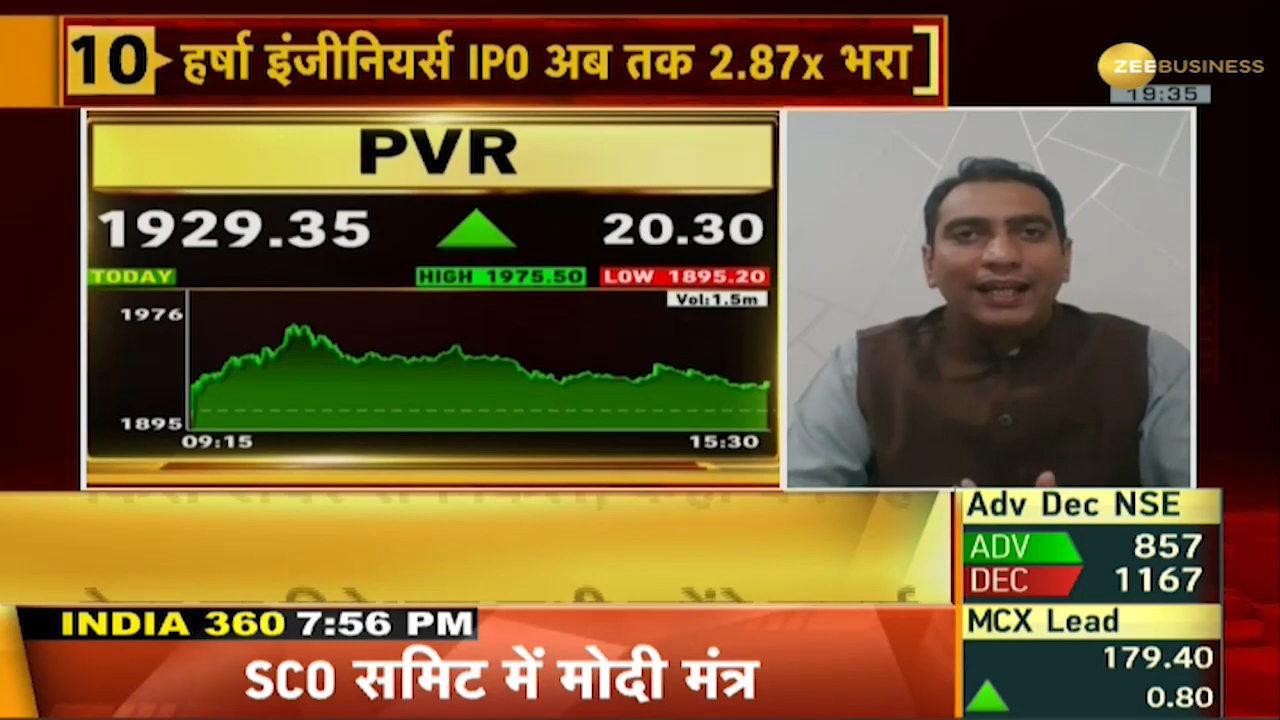 10 हर्षा इंजीनियर्स IPO अब तक 2.87x भरा
ZEEBUSINESS
19:35
PVR
1929.35 20.30
TODAY HIGH 1975.50 LOW 1895.20
Vol:1.5m
1976
1895
09:15 15:30
Adv Dec NSE
ADV 857
DEC 1167
MCX Lead
179.40
0.80
INDIA 360 7:56 PM
SCO समिट में मोदी मंत्र